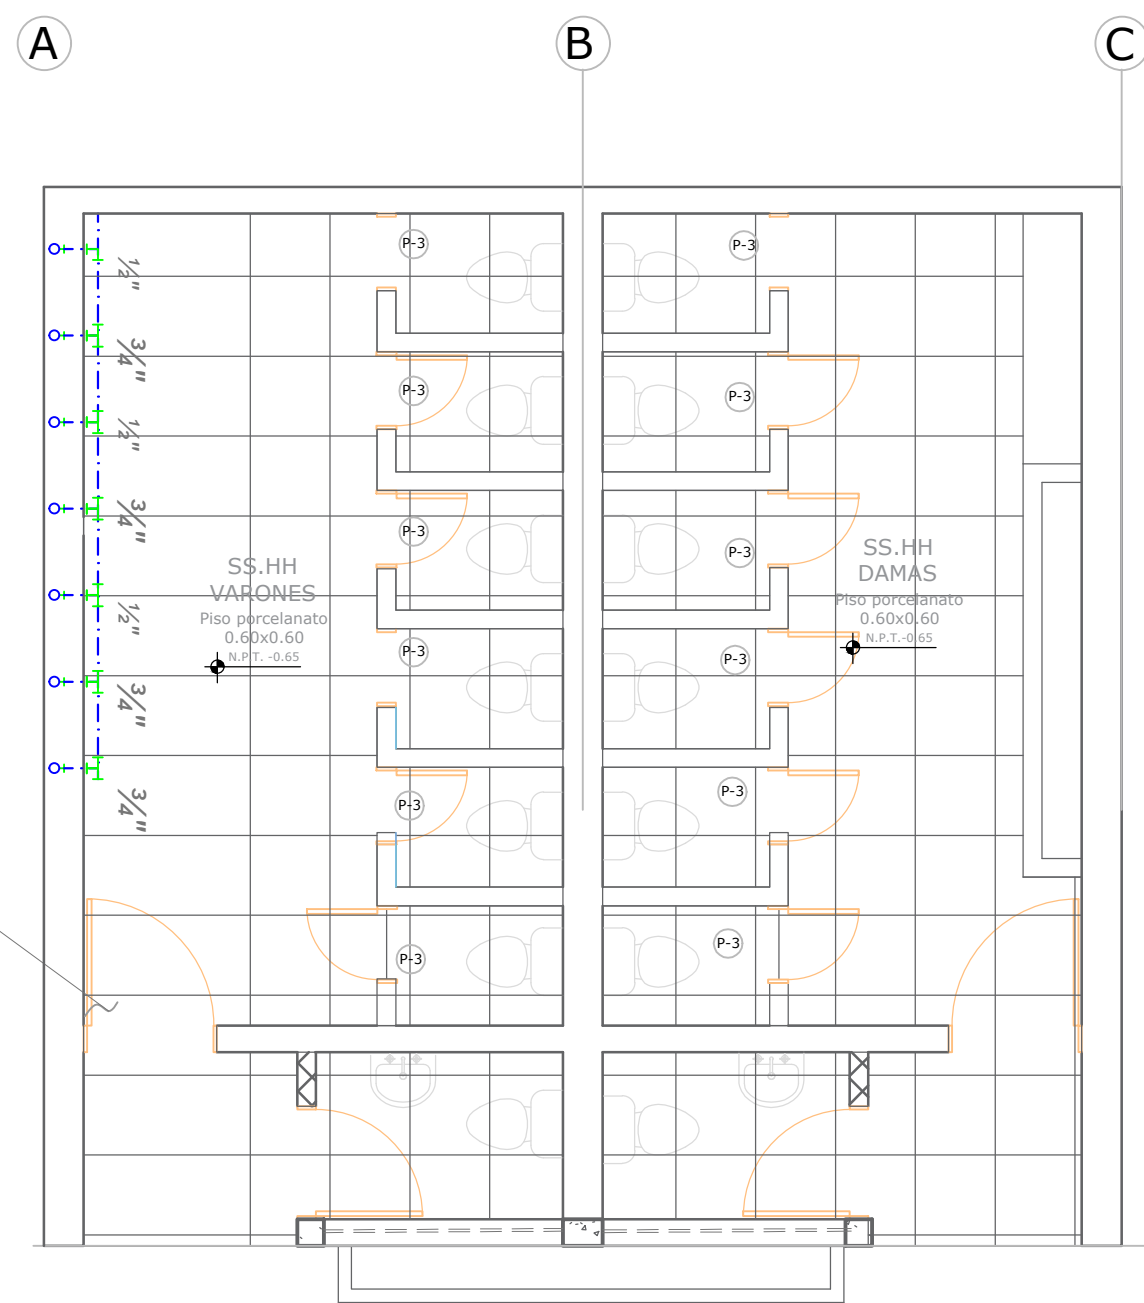 A B C
P-3 P-3
½"
¾"
P-3 P-3
½"
¾"
P-3 P-3
SS.HH
VARONES
Piso porcelanato
0.60x0.60
N.P.T. -0.65
SS.HH
DAMAS
Piso porcelanato
0.60x0.60
N.P.T.-0.65
½"
P-3 P-3
¾"
¾"
P-3 P-3
P-3 P-3